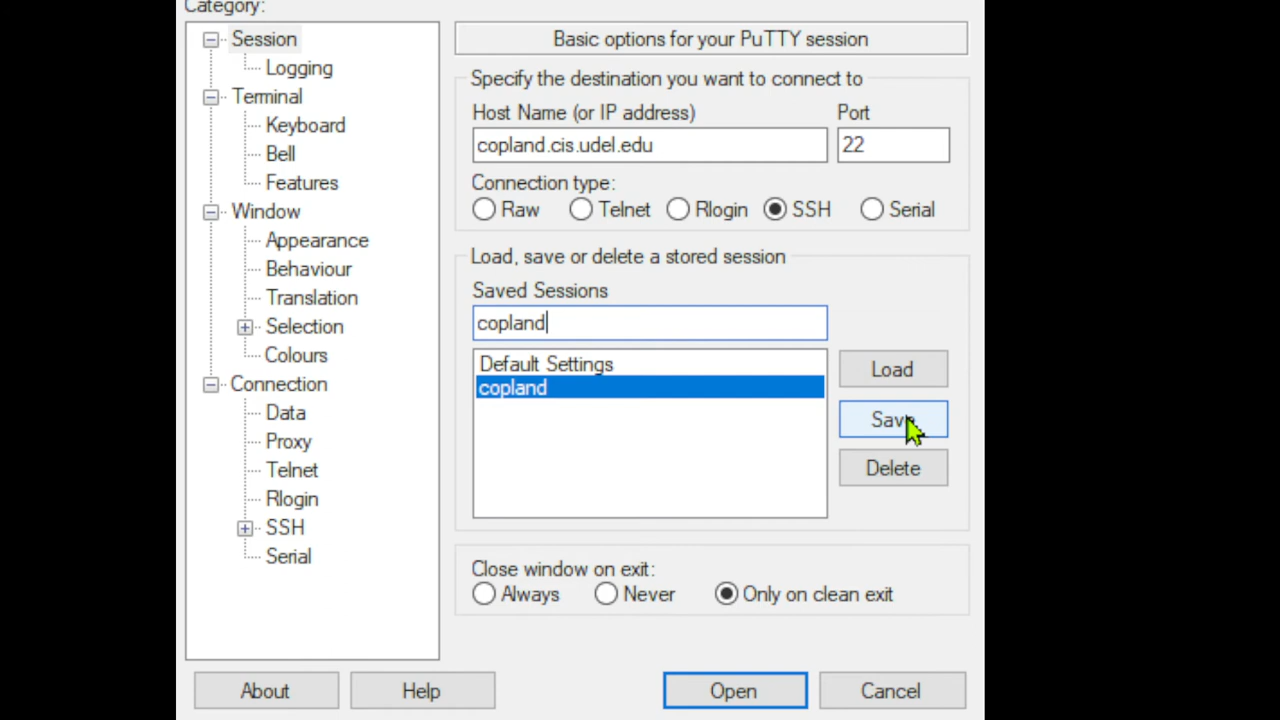 Category:
Session
Logging
Terminal
Keyboard
Bell
Features
Window
Appearance
Behaviour
Translation
Selection
Colours
Connection
Data
Proxy
Telnet
Rlogin
SSH
Serial
Basic options for your PuTTY session
Specify the destination you want to connect to
Host Name (or IP address) Port
copland.cis.udel.edu 22
Connection type:
Raw Telnet Rlogin SSH Serial
Load, save or delete a stored session
Saved Sessions
copland
Default Settings
copland
Load
Save
Delete
Close window on exit:
Always Never Only on clean exit
About Help Open Cancel